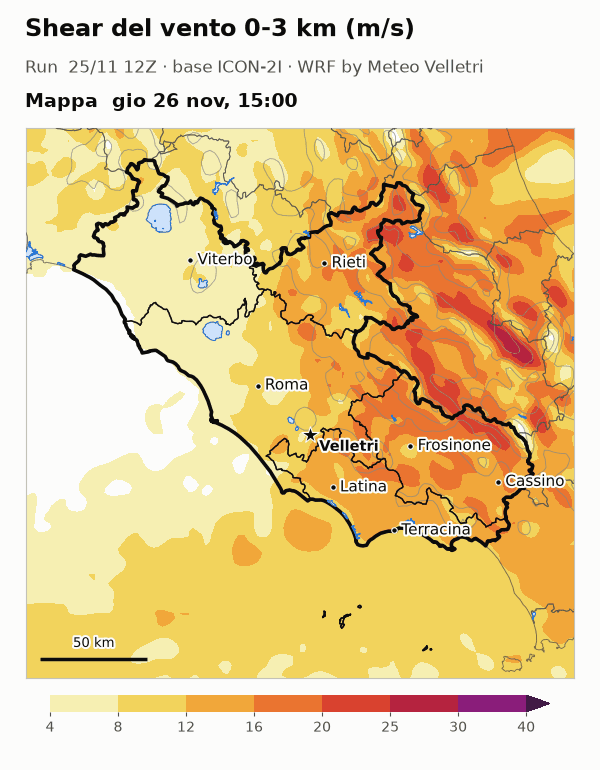 Shear del vento 0-3 km (m/s)
Run  25/11 12Z · base ICON-2I · WRF by Meteo Velletri
Mappa  gio 26 nov, 15:00
Viterbo
Rieti
Roma
Velletri
Frosinone
Cassino
Latina
Terracina
50 km
4 8 12 16 20 25 30 40